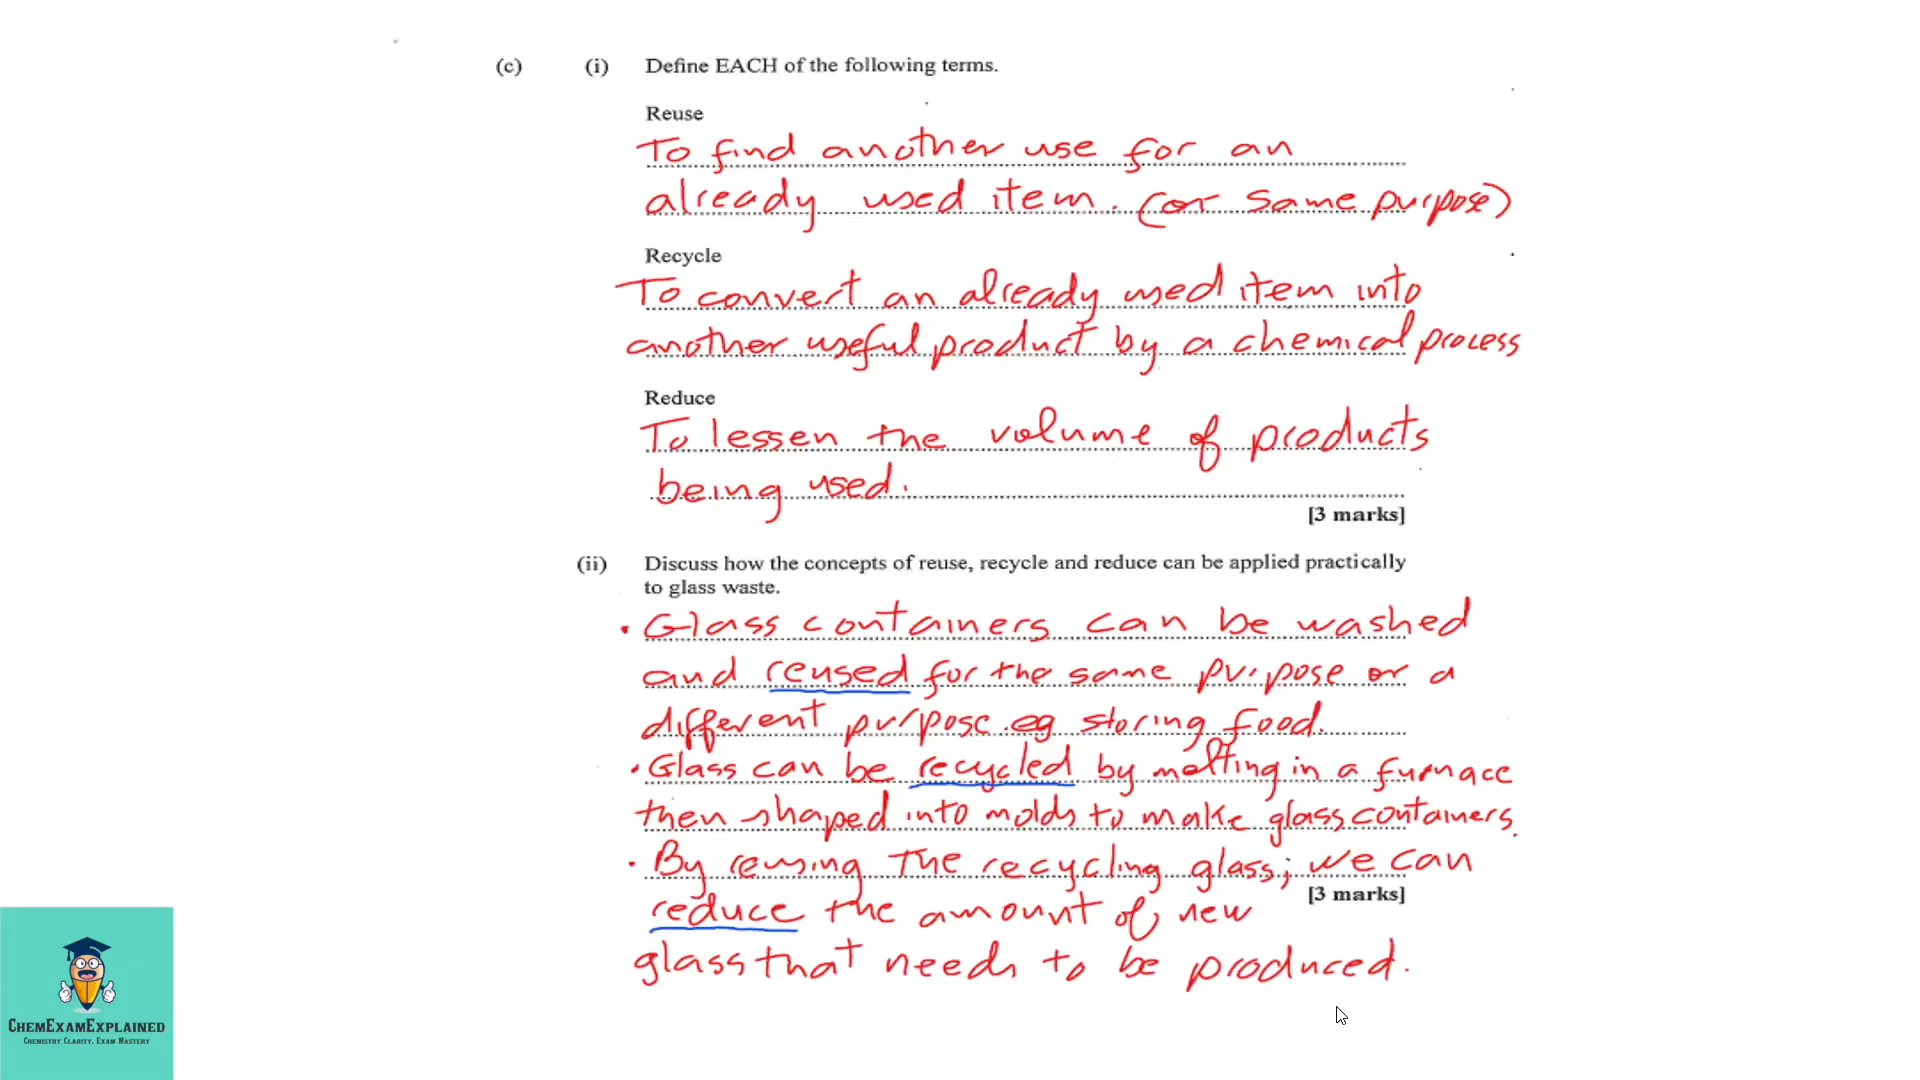 (c) (i) Define EACH of the following terms.
Reuse
To find another use for an
already used item. (or same purpose)
Recycle
To convert an already used item into
another useful product by a chemical process
Reduce
To lessen the volume of products
being used.
[3 marks]
(ii) Discuss how the concepts of reuse, recycle and reduce can be applied practically
to glass waste.
• Glass containers can be washed
and reused for the same purpose or a
different purpose. eg storing food.
• Glass can be recycled by melting in a furnace
then shaped into molds to make glass containers.
• By reusing the recycling glass; we can
[3 marks]
reduce the amount of new
glass that needs to be produced.
CHEMEXAMEXPLAINED
CHEMISTRY CLARITY. EXAM MASTERY